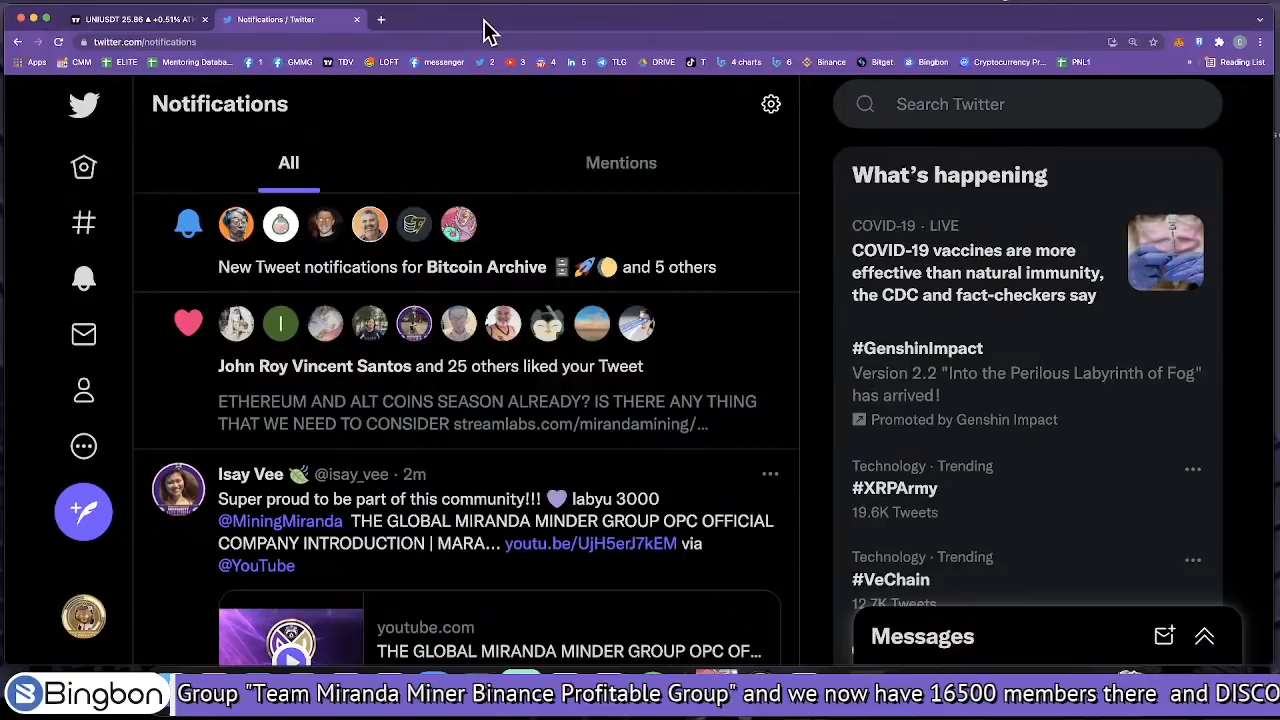 UNIUSDT 25.86 ▲ +0.51% ATH
Notifications / Twitter
twitter.com/notifications
Apps
CMM
ELITE
Mentoring Databa...
1
GMMG
TDV
LOFT
messenger
2
3
4
5
TLG
DRIVE
T
4 charts
6
Binance
Bitget
Bingbon
Cryptocurrency Pr...
PNL1
»
Reading List
Notifications
All
Mentions
New Tweet notifications for Bitcoin Archive 🗄️🚀🌔 and 5 others
John Roy Vincent Santos and 25 others liked your Tweet
ETHEREUM AND ALT COINS SEASON ALREADY? IS THERE ANY THING
THAT WE NEED TO CONSIDER streamlabs.com/mirandamining/...
Isay Vee 🍃 @isay_vee · 2m
Super proud to be part of this community!!! 💜 labyu 3000
@MiningMiranda THE GLOBAL MIRANDA MINDER GROUP OPC OFFICIAL
COMPANY INTRODUCTION | MARA... youtu.be/UjH5erJ7kEM via
@YouTube
youtube.com
THE GLOBAL MIRANDA MINER GROUP OPC OF...
Search Twitter
What's happening
COVID-19 · LIVE
COVID-19 vaccines are more
effective than natural immunity,
the CDC and fact-checkers say
#GenshinImpact
Version 2.2 "Into the Perilous Labyrinth of Fog"
has arrived!
Promoted by Genshin Impact
Technology · Trending
#XRPArmy
19.6K Tweets
Technology · Trending
#VeChain
12.7K Tweets
Messages
Bingbon
Group "Team Miranda Miner Binance Profitable Group" and we now have 16500 members there and DISCO